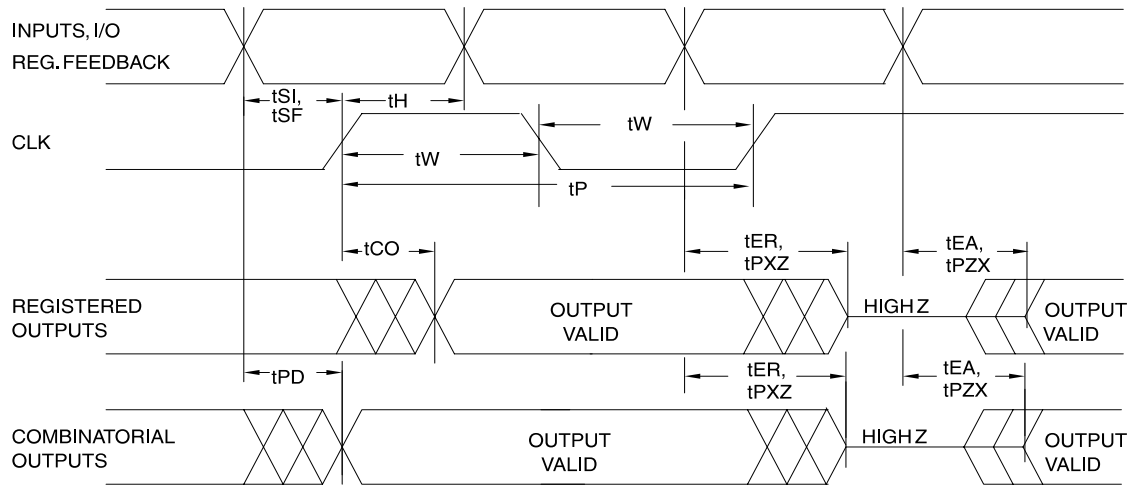 INPUTS, I/O
REG. FEEDBACK
tSI,
tSF
tH
CLK
tW
tW
tP
tCO
tER,
tPXZ
tEA,
tPZX
REGISTERED
OUTPUTS
OUTPUT
VALID
HIGH Z
OUTPUT
VALID
tPD
tER,
tPXZ
tEA,
tPZX
COMBINATORIAL
OUTPUTS
OUTPUT
VALID
HIGH Z
OUTPUT
VALID